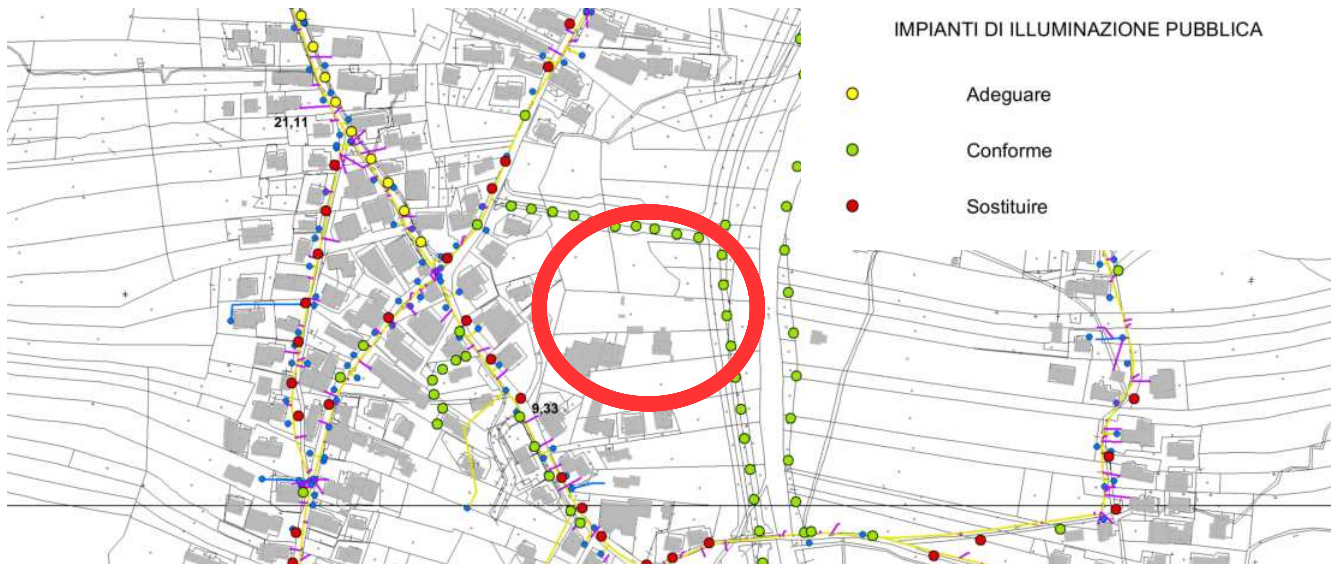 IMPIANTI DI ILLUMINAZIONE PUBBLICA
Adeguare
21,11
Conforme
Sostituire
9,33